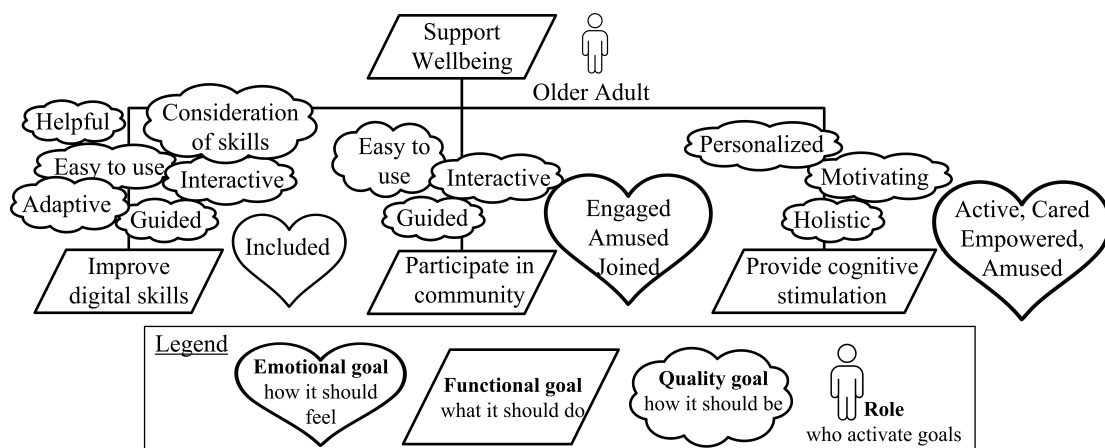 Support
Wellbeing
Older Adult
Helpful
Consideration
of skills
Easy to use
Interactive
Adaptive
Guided
Included
Improve
digital skills
Easy to
use
Interactive
Guided
Engaged
Amused
Joined
Participate in
community
Personalized
Motivating
Holistic
Active, Cared
Empowered,
Amused
Provide cognitive
stimulation
Legend
Emotional goal
how it should
feel
Functional goal
what it should do
Quality goal
how it should be
Role
who activate goals